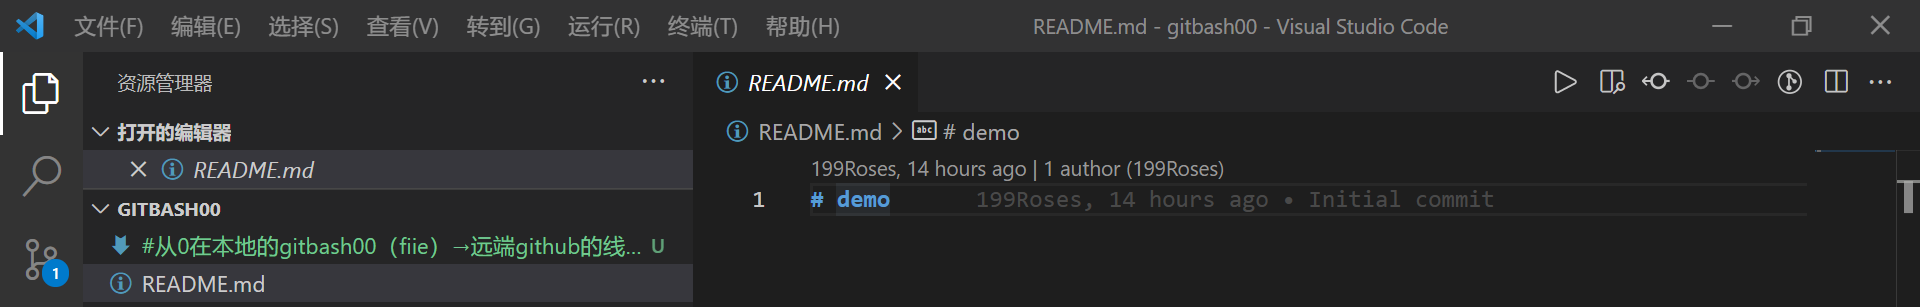 文件(F) 编辑(E) 选择(S) 查看(V) 转到(G) 运行(R) 终端(T) 帮助(H) README.md - gitbash00 - Visual Studio Code
资源管理器
打开的编辑器
README.md
GITBASH00
#从0在本地的gitbash00（fiie）→远端github的线... U
README.md
1
README.md
README.md > abc # demo
199Roses, 14 hours ago | 1 author (199Roses)
1 # demo 199Roses, 14 hours ago • Initial commit